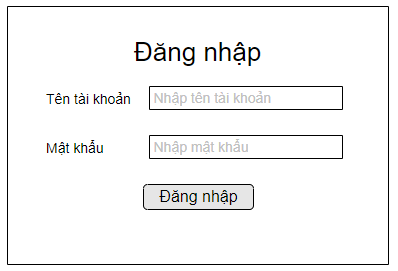 Đăng nhập
Tên tài khoản Nhập tên tài khoản
Mật khẩu Nhập mật khẩu
Đăng nhập